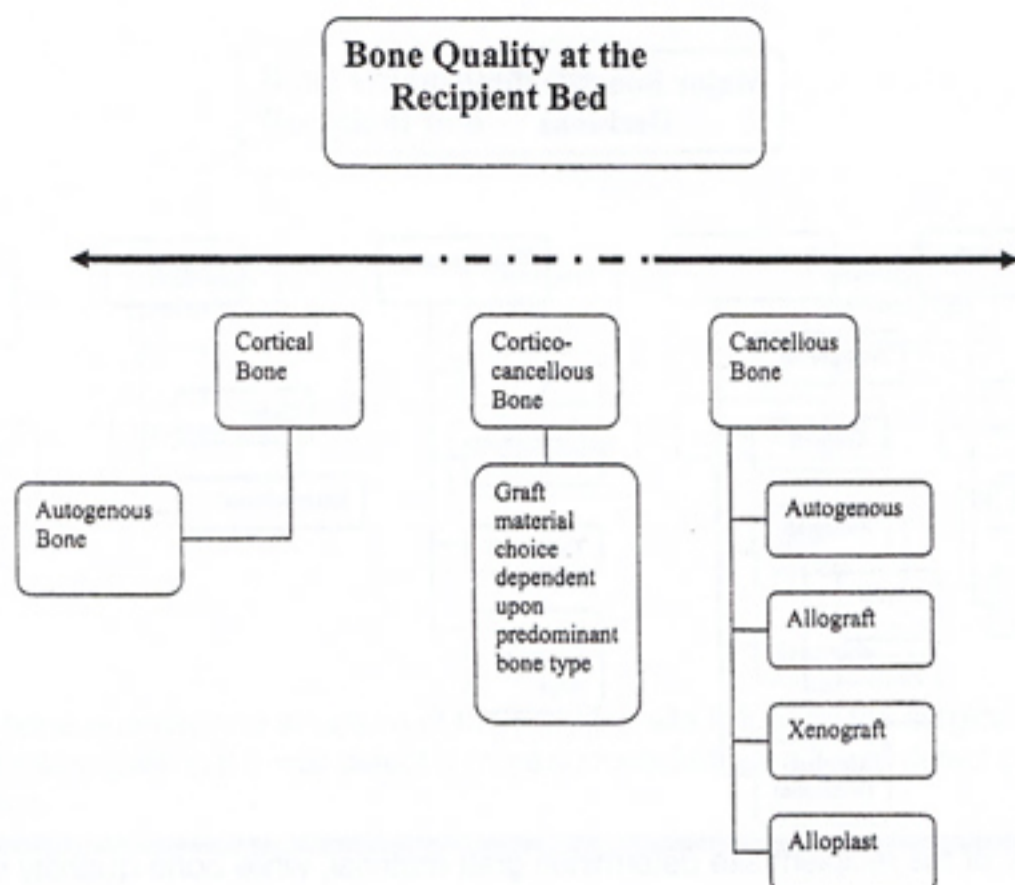 Bone Quality at the
Recipient Bed
Cortical
Bone
Cortico-
cancellous
Bone
Cancellous
Bone
Autogenous
Bone
Graft
material
choice
dependent
upon
predominant
bone type
Autogenous
Allograft
Xenograft
Alloplast